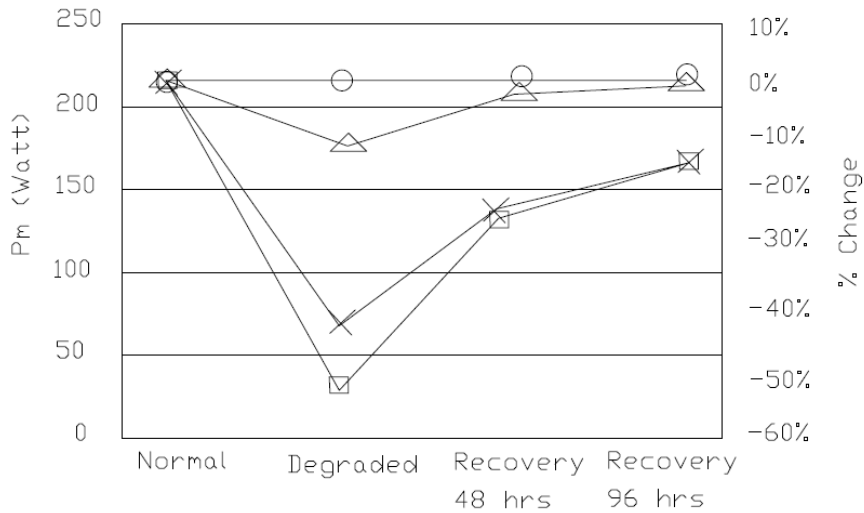 250
200
150
100
50
0
Pm (Watt)
10%
0%
-10%
-20%
-30%
-40%
-50%
-60%
% Change
Normal
Degraded
Recovery
48 hrs
Recovery
96 hrs